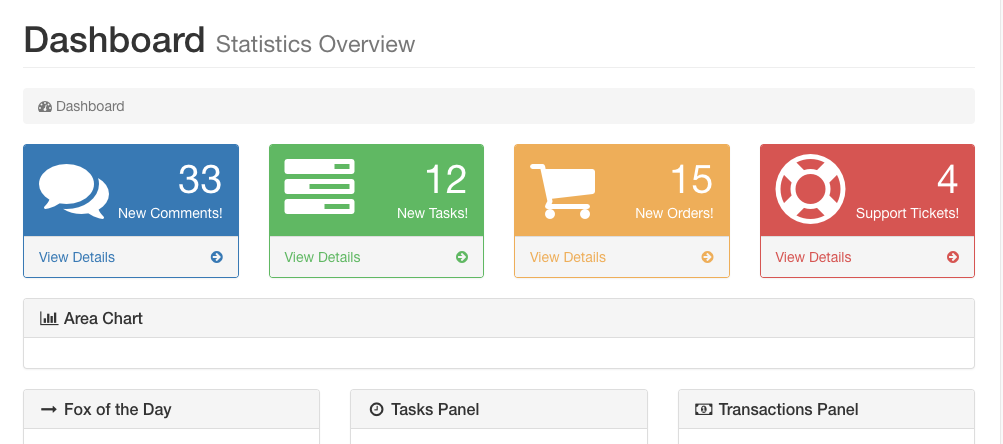 Dashboard Statistics Overview
Dashboard
33
New Comments!
View Details
12
New Tasks!
View Details
15
New Orders!
View Details
4
Support Tickets!
View Details
Area Chart
Fox of the Day
Tasks Panel
Transactions Panel